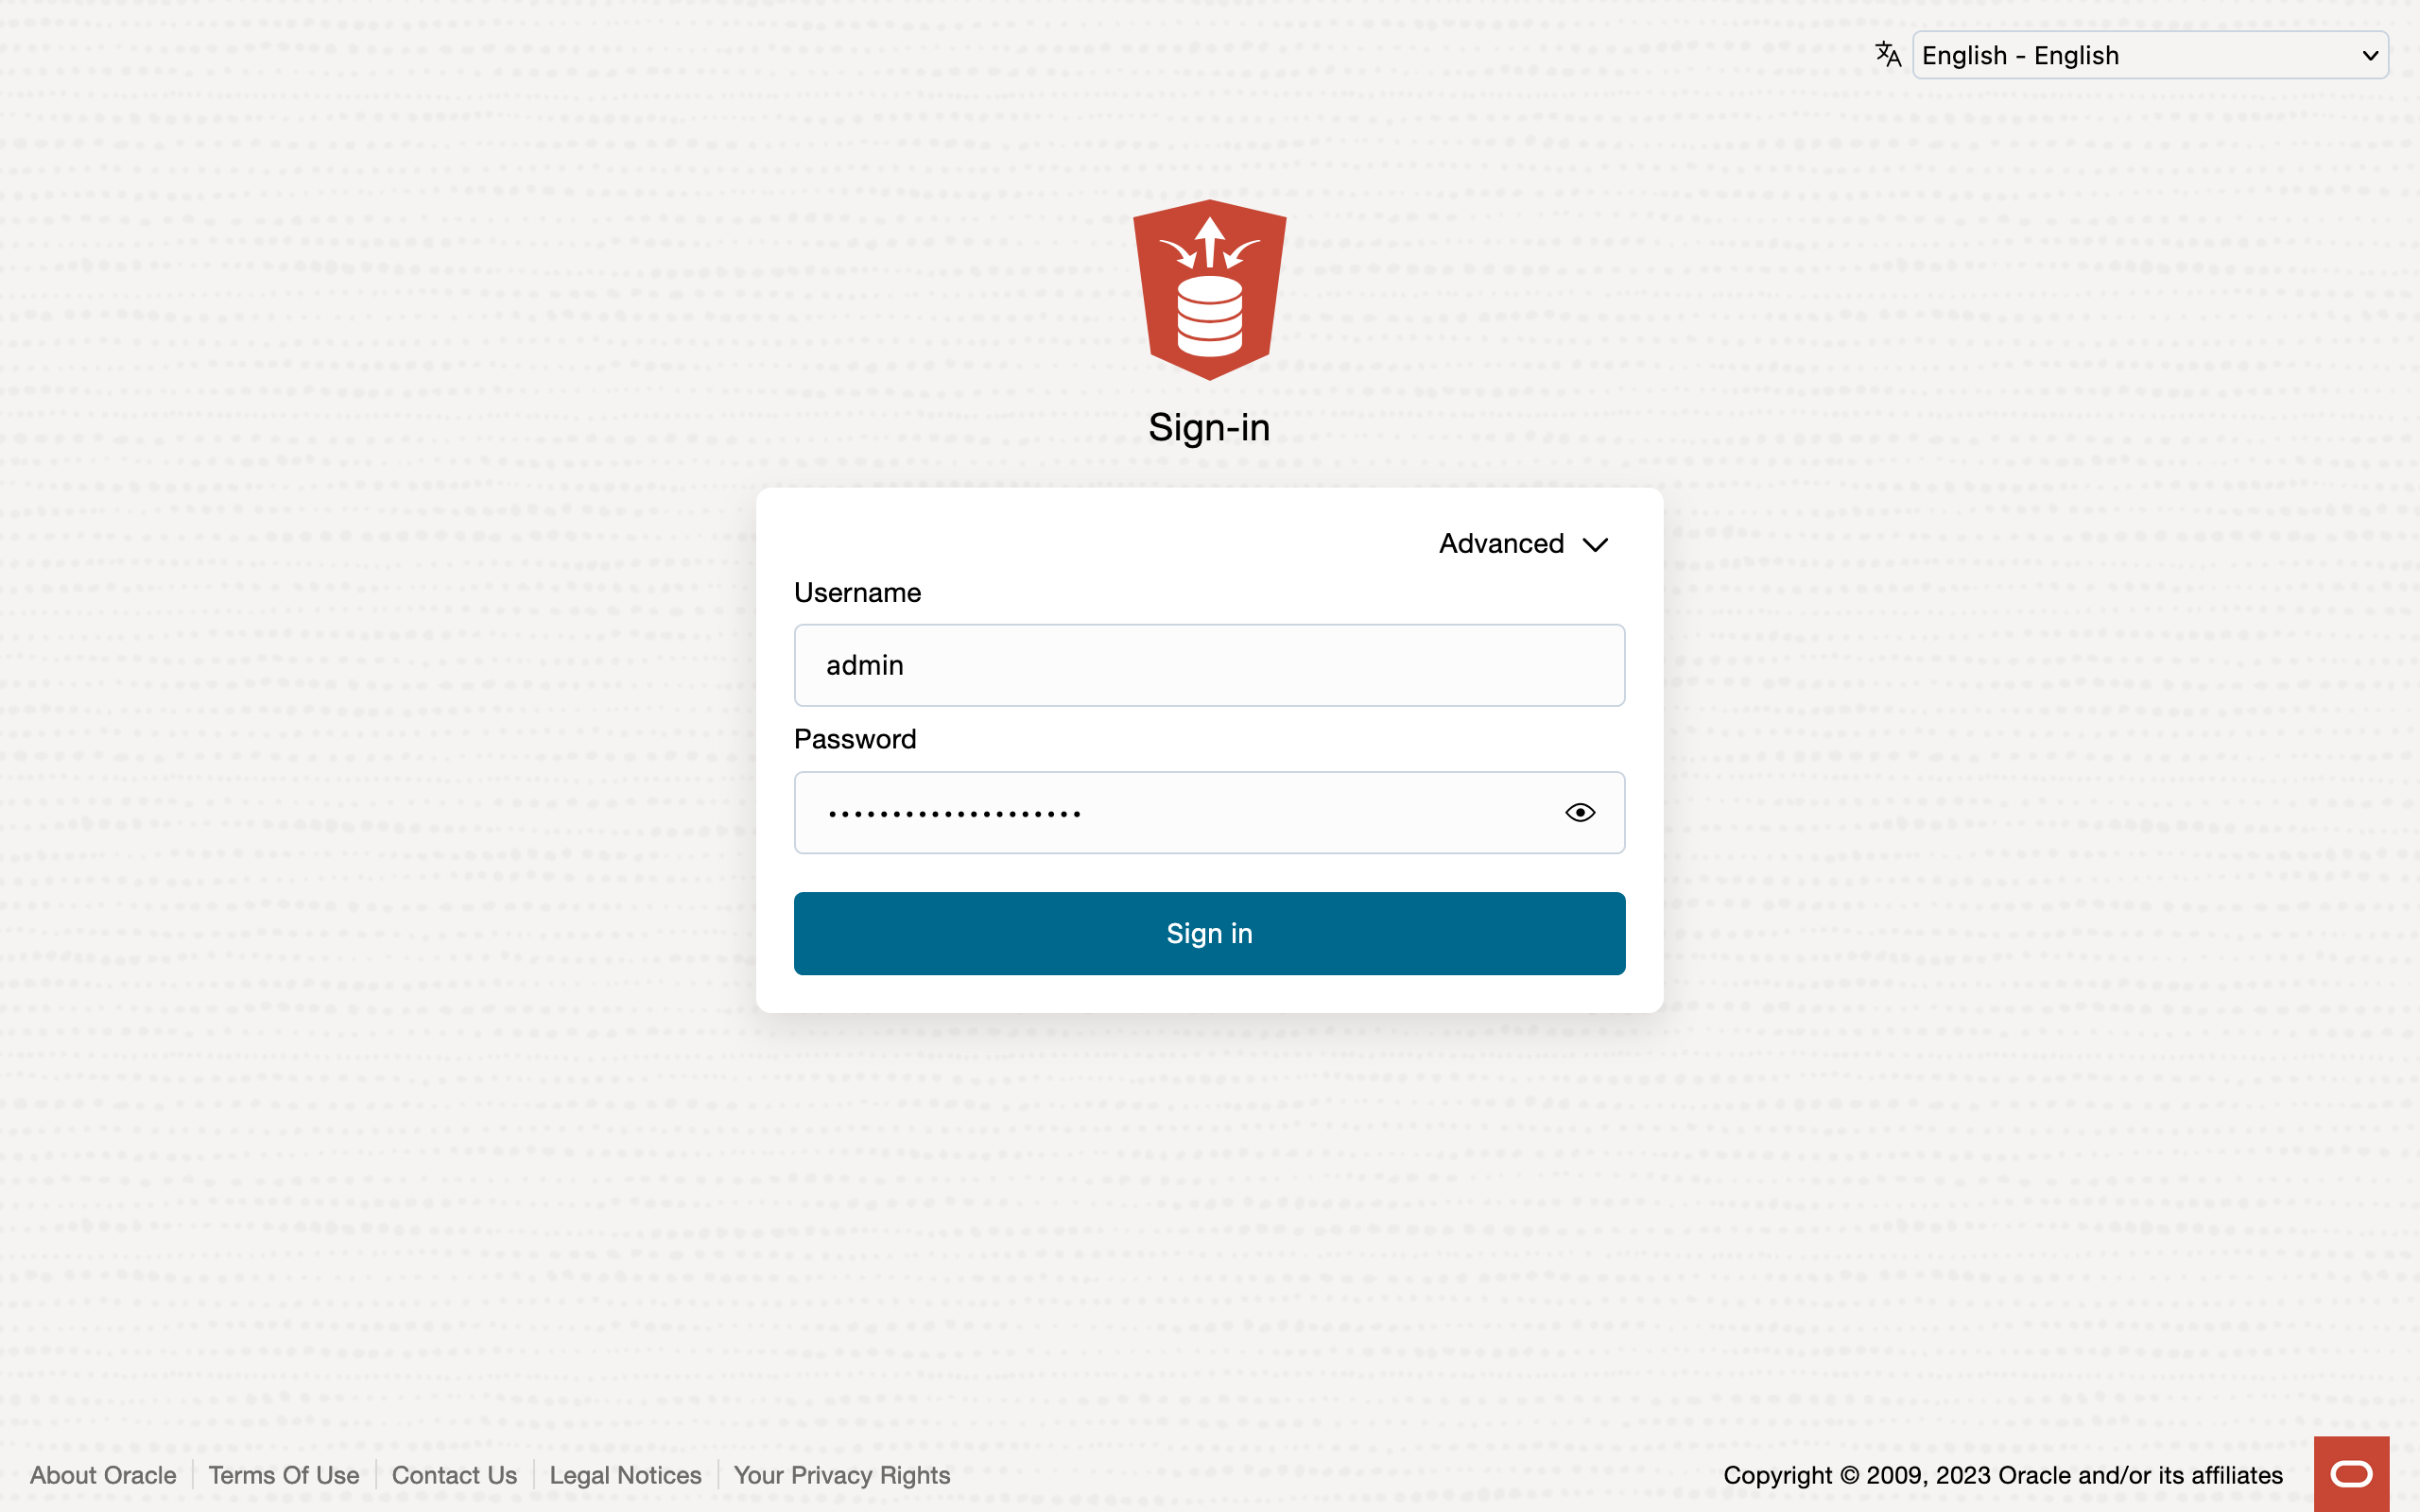 English - English
Sign-in
Advanced
Username
admin
Password
••••••••••••••••••••
Sign in
About Oracle
Terms Of Use
Contact Us
Legal Notices
Your Privacy Rights
Copyright © 2009, 2023 Oracle and/or its affiliates